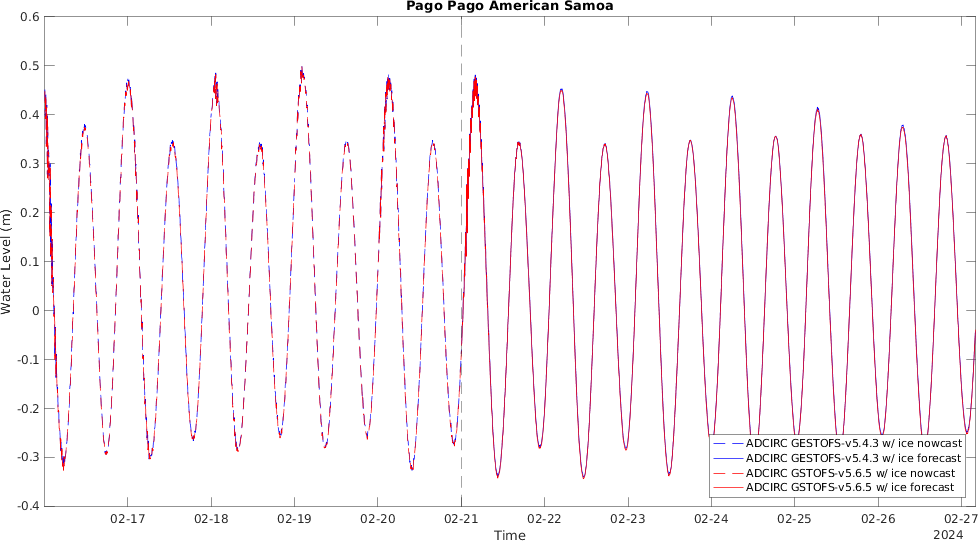 Pago Pago American Samoa
0.6
0.5
0.4
0.3
0.2
0.1
0
-0.1
-0.2
-0.3
-0.4
Water Level (m)
ADCIRC GESTOFS-v5.4.3 w/ ice nowcast
ADCIRC GESTOFS-v5.4.3 w/ ice forecast
ADCIRC GSTOFS-v5.6.5 w/ ice nowcast
ADCIRC GSTOFS-v5.6.5 w/ ice forecast
02-17 02-18 02-19 02-20 02-21 02-22 02-23 02-24 02-25 02-26 02-27
Time 2024